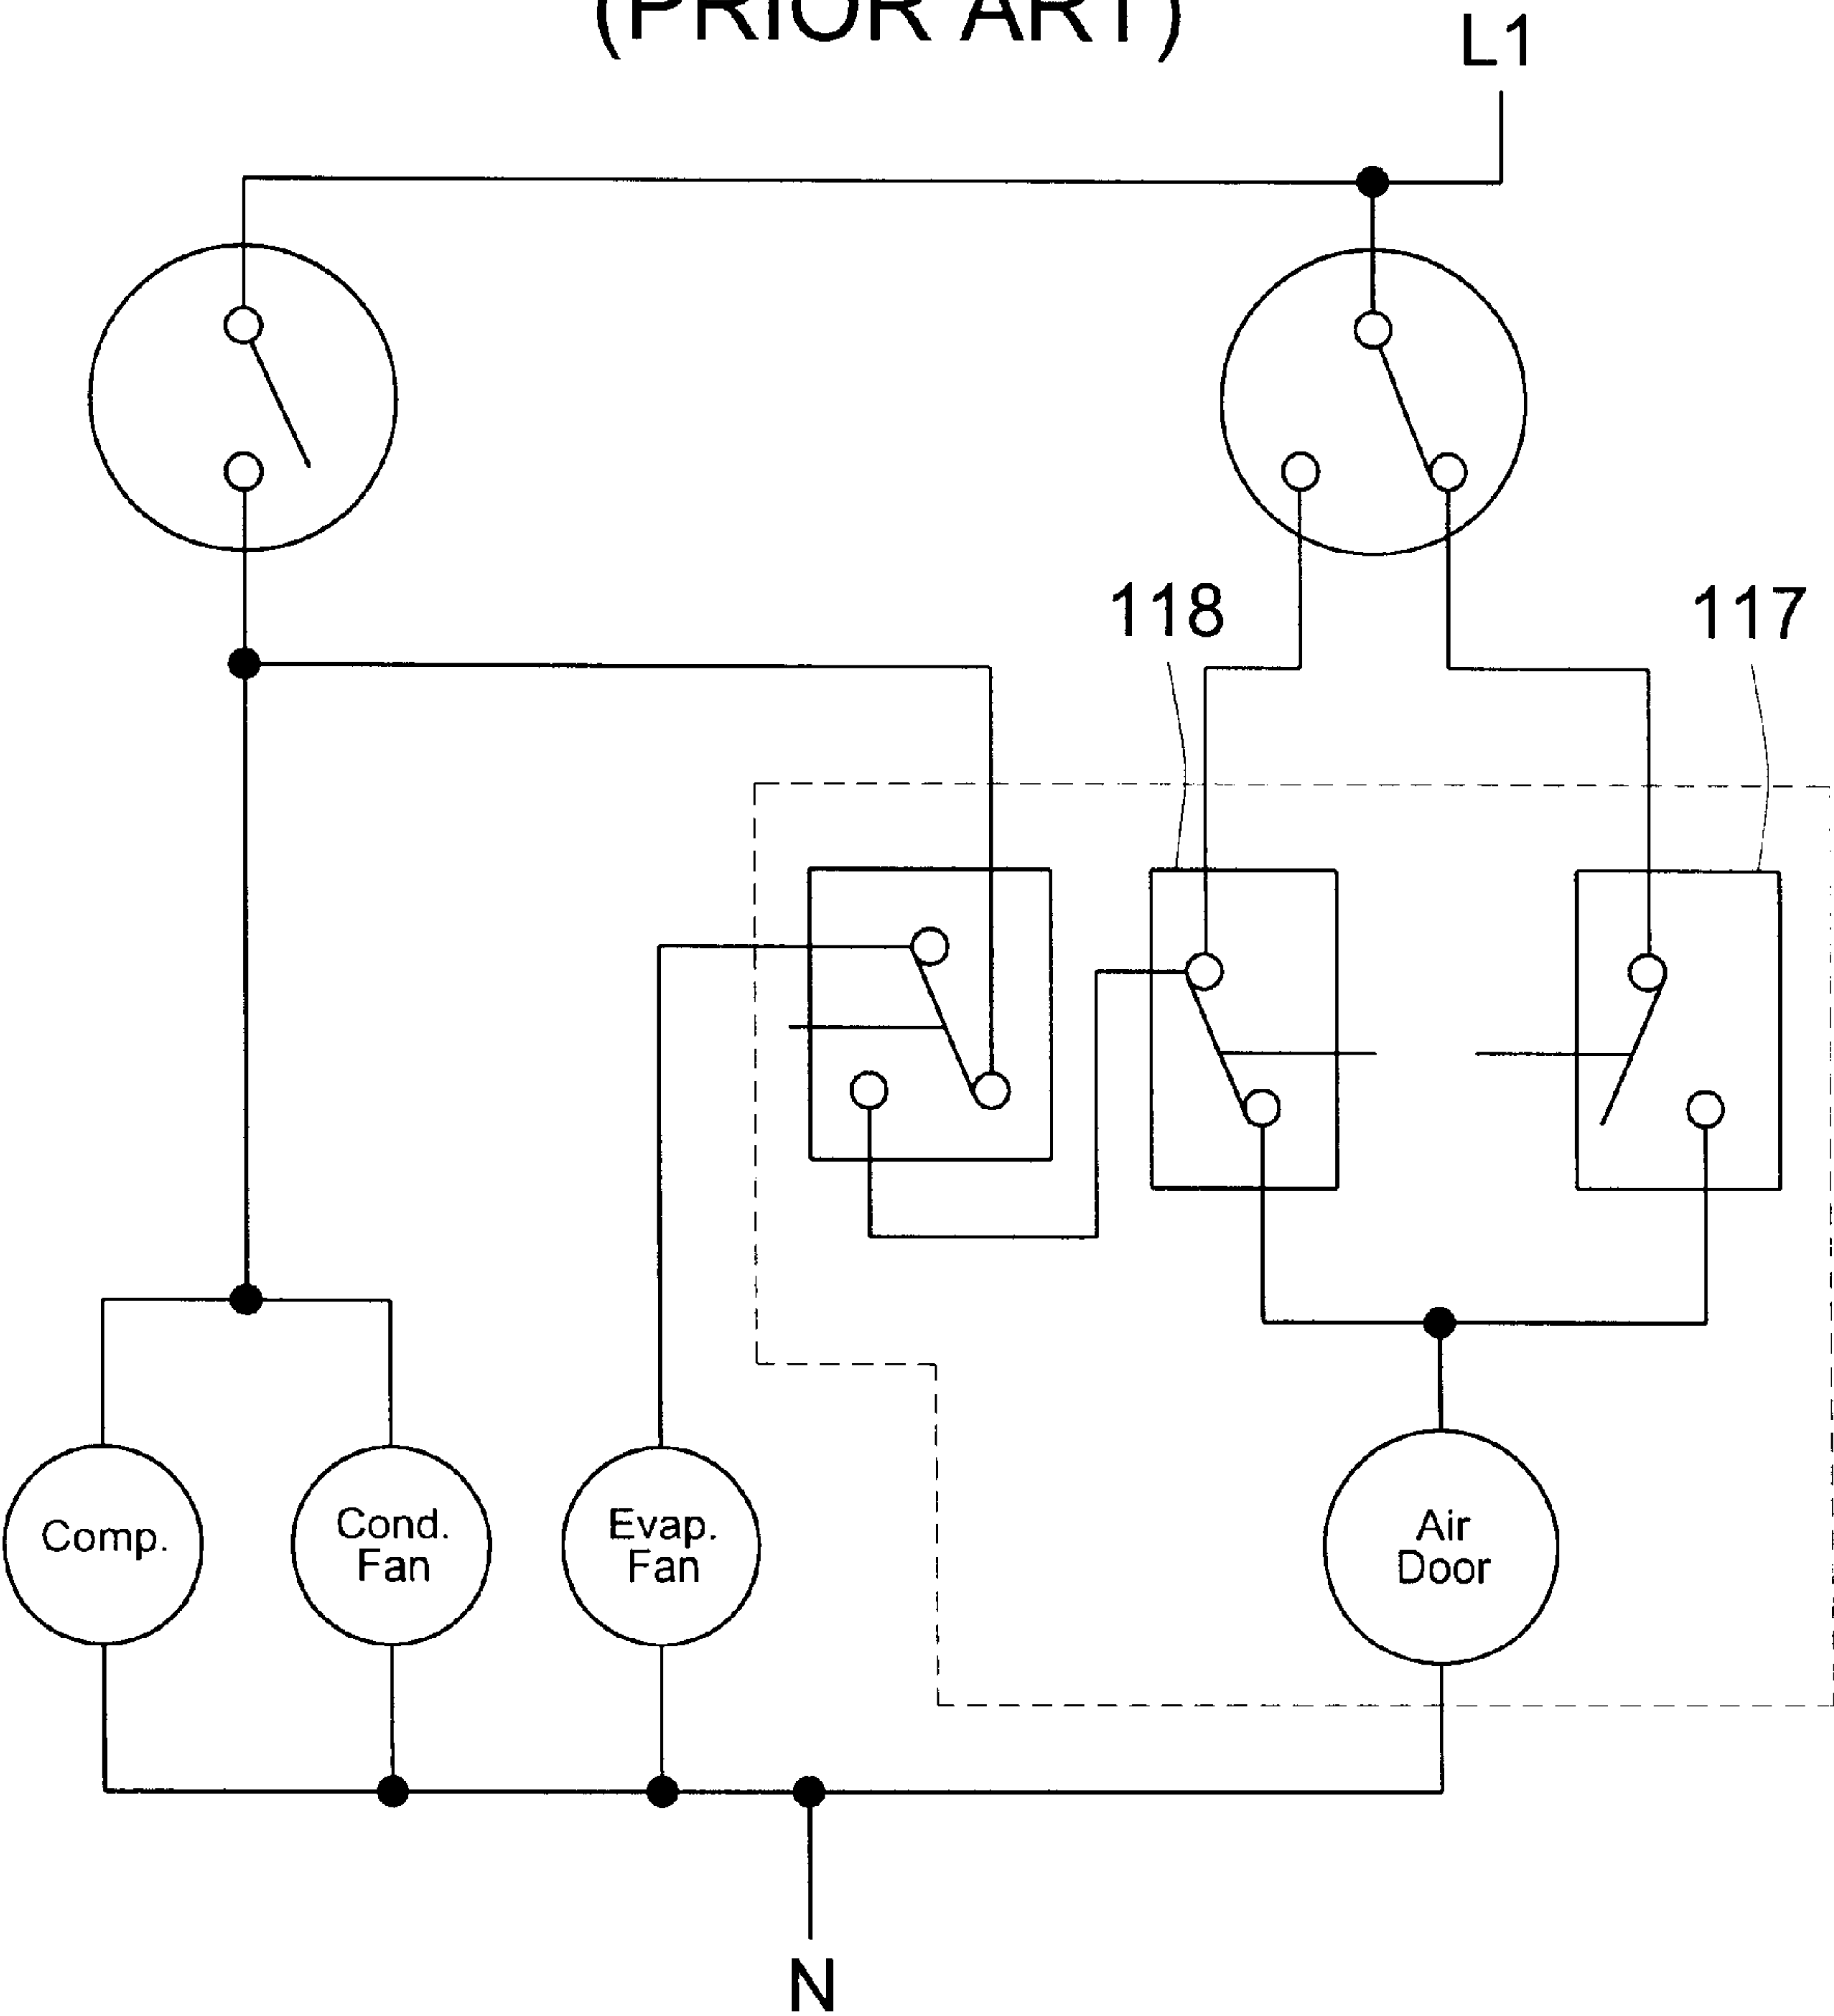 (PRIOR ART)
L1
118
117
Comp.
Cond.
Fan
Evap.
Fan
Air
Door
N